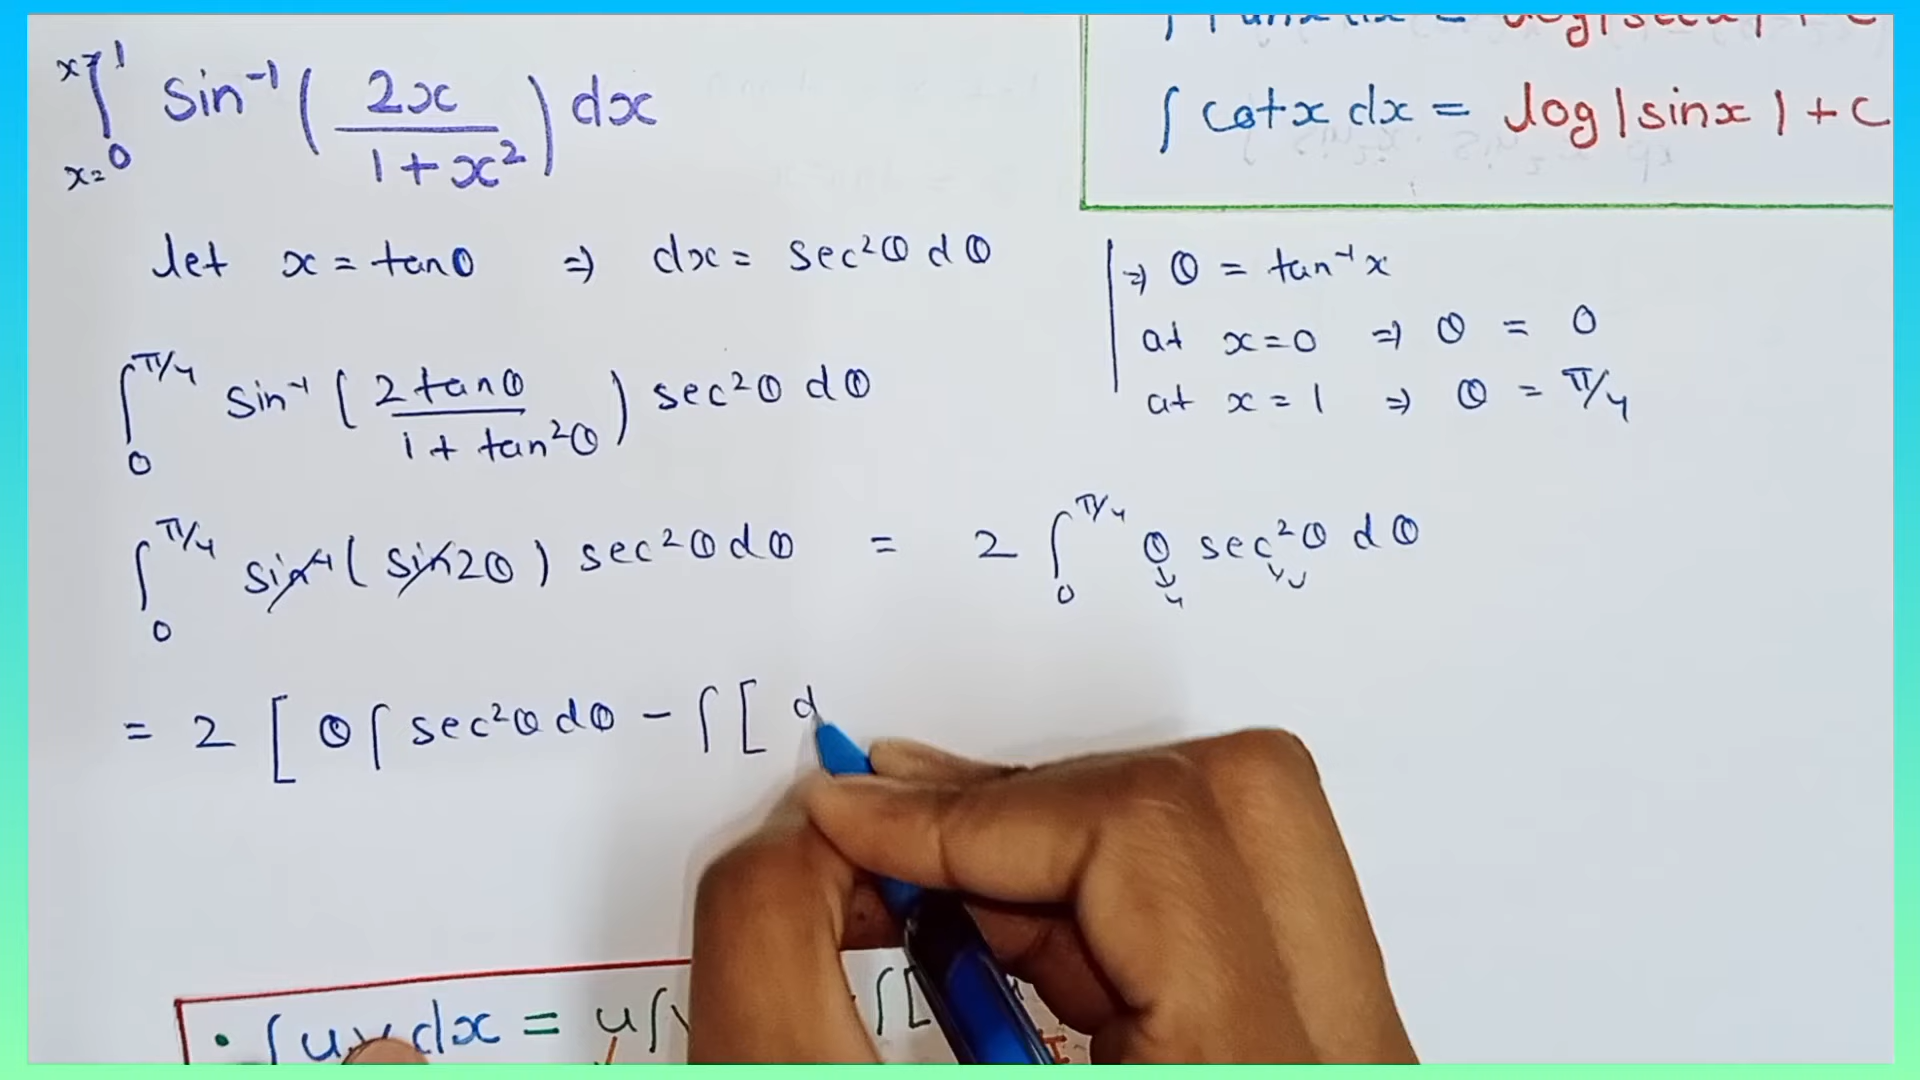 ∫ cotx dx = log|sinx| + C
x=1
∫ sin⁻¹(2x/1+x²) dx
x=0
let x = tanθ ⇒ dx = sec²θ dθ
⇒ θ = tan⁻¹x
at x=0 ⇒ θ = 0
at x=1 ⇒ θ = π/4
∫₀^π/4 sin⁻¹(2tanθ/1+tan²θ) sec²θ dθ
∫₀^π/4 sin⁻¹(sin2θ) sec²θ dθ = 2 ∫₀^π/4 θ sec²θ dθ
= 2 [ θ∫ sec²θ dθ - ∫ [ d
• ∫uv dx = u∫